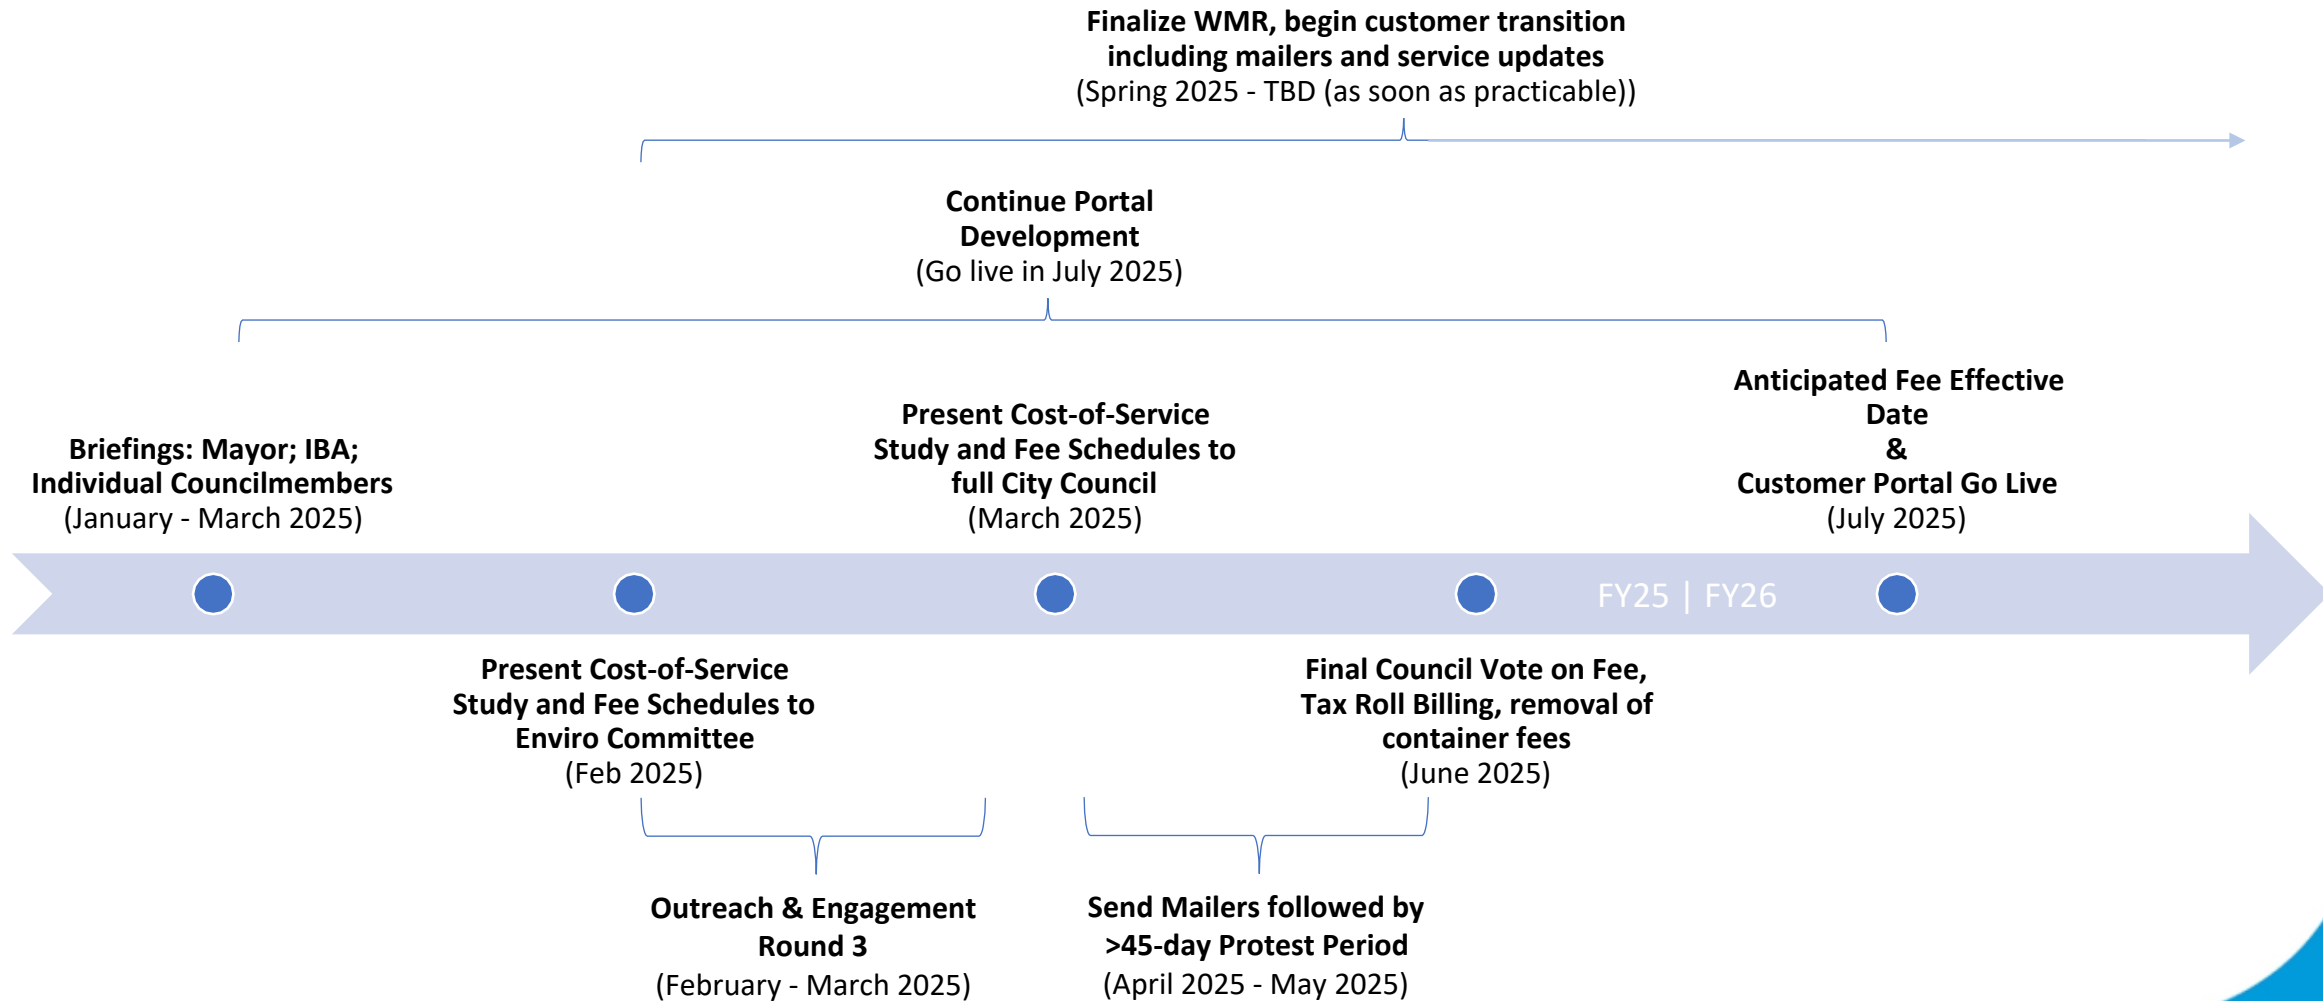 Finalize WMR, begin customer transition
including mailers and service updates
(Spring 2025 - TBD (as soon as practicable))
Continue Portal
Development
(Go live in July 2025)
Briefings: Mayor; IBA;
Individual Councilmembers
(January - March 2025)
Present Cost-of-Service
Study and Fee Schedules to
full City Council
(March 2025)
Anticipated Fee Effective
Date
&
Customer Portal Go Live
(July 2025)
FY25 | FY26
Present Cost-of-Service
Study and Fee Schedules to
Enviro Committee
(Feb 2025)
Final Council Vote on Fee,
Tax Roll Billing, removal of
container fees
(June 2025)
Outreach & Engagement
Round 3
(February - March 2025)
Send Mailers followed by
>45-day Protest Period
(April 2025 - May 2025)